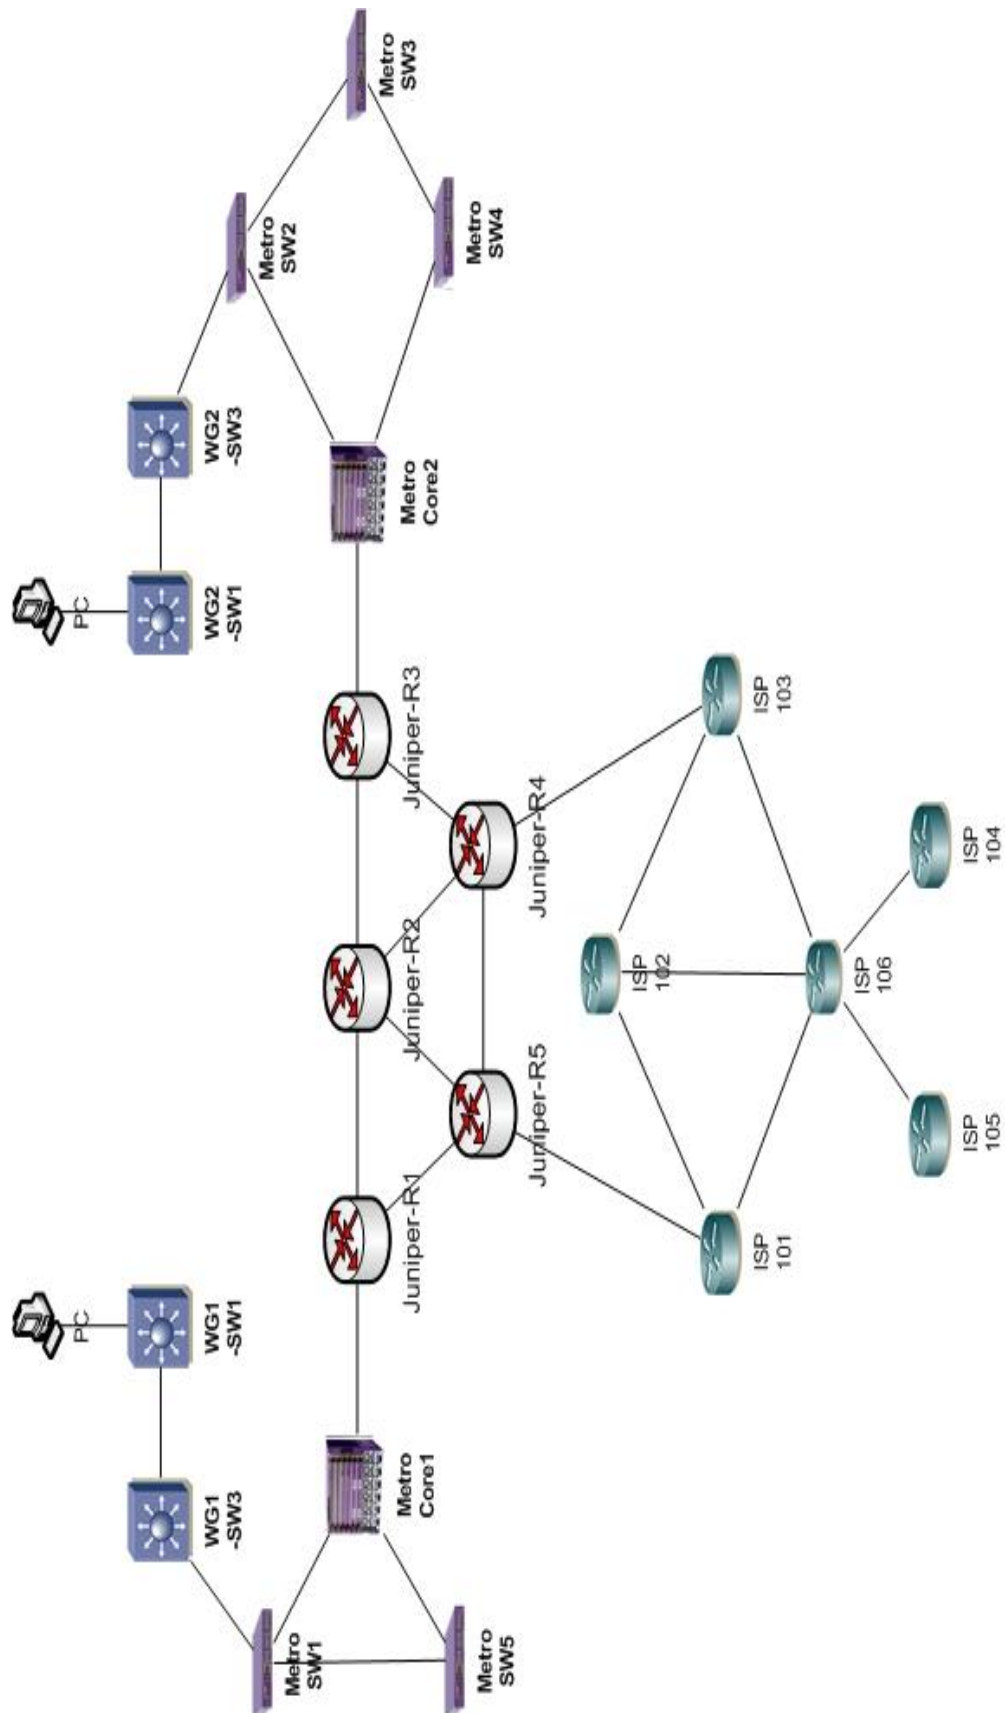 PC
PC
WG1
-SW3
WG1
-SW1
WG2
-SW1
WG2
-SW3
Metro
SW1
Metro
SW2
Metro
SW3
Metro
Core1
Juniper-R1
Juniper-R2
Juniper-R3
Metro
Core2
Metro
SW5
Metro
SW4
Juniper-R5
Juniper-R4
ISP
102
ISP
101
ISP
103
ISP
106
ISP
105
ISP
104